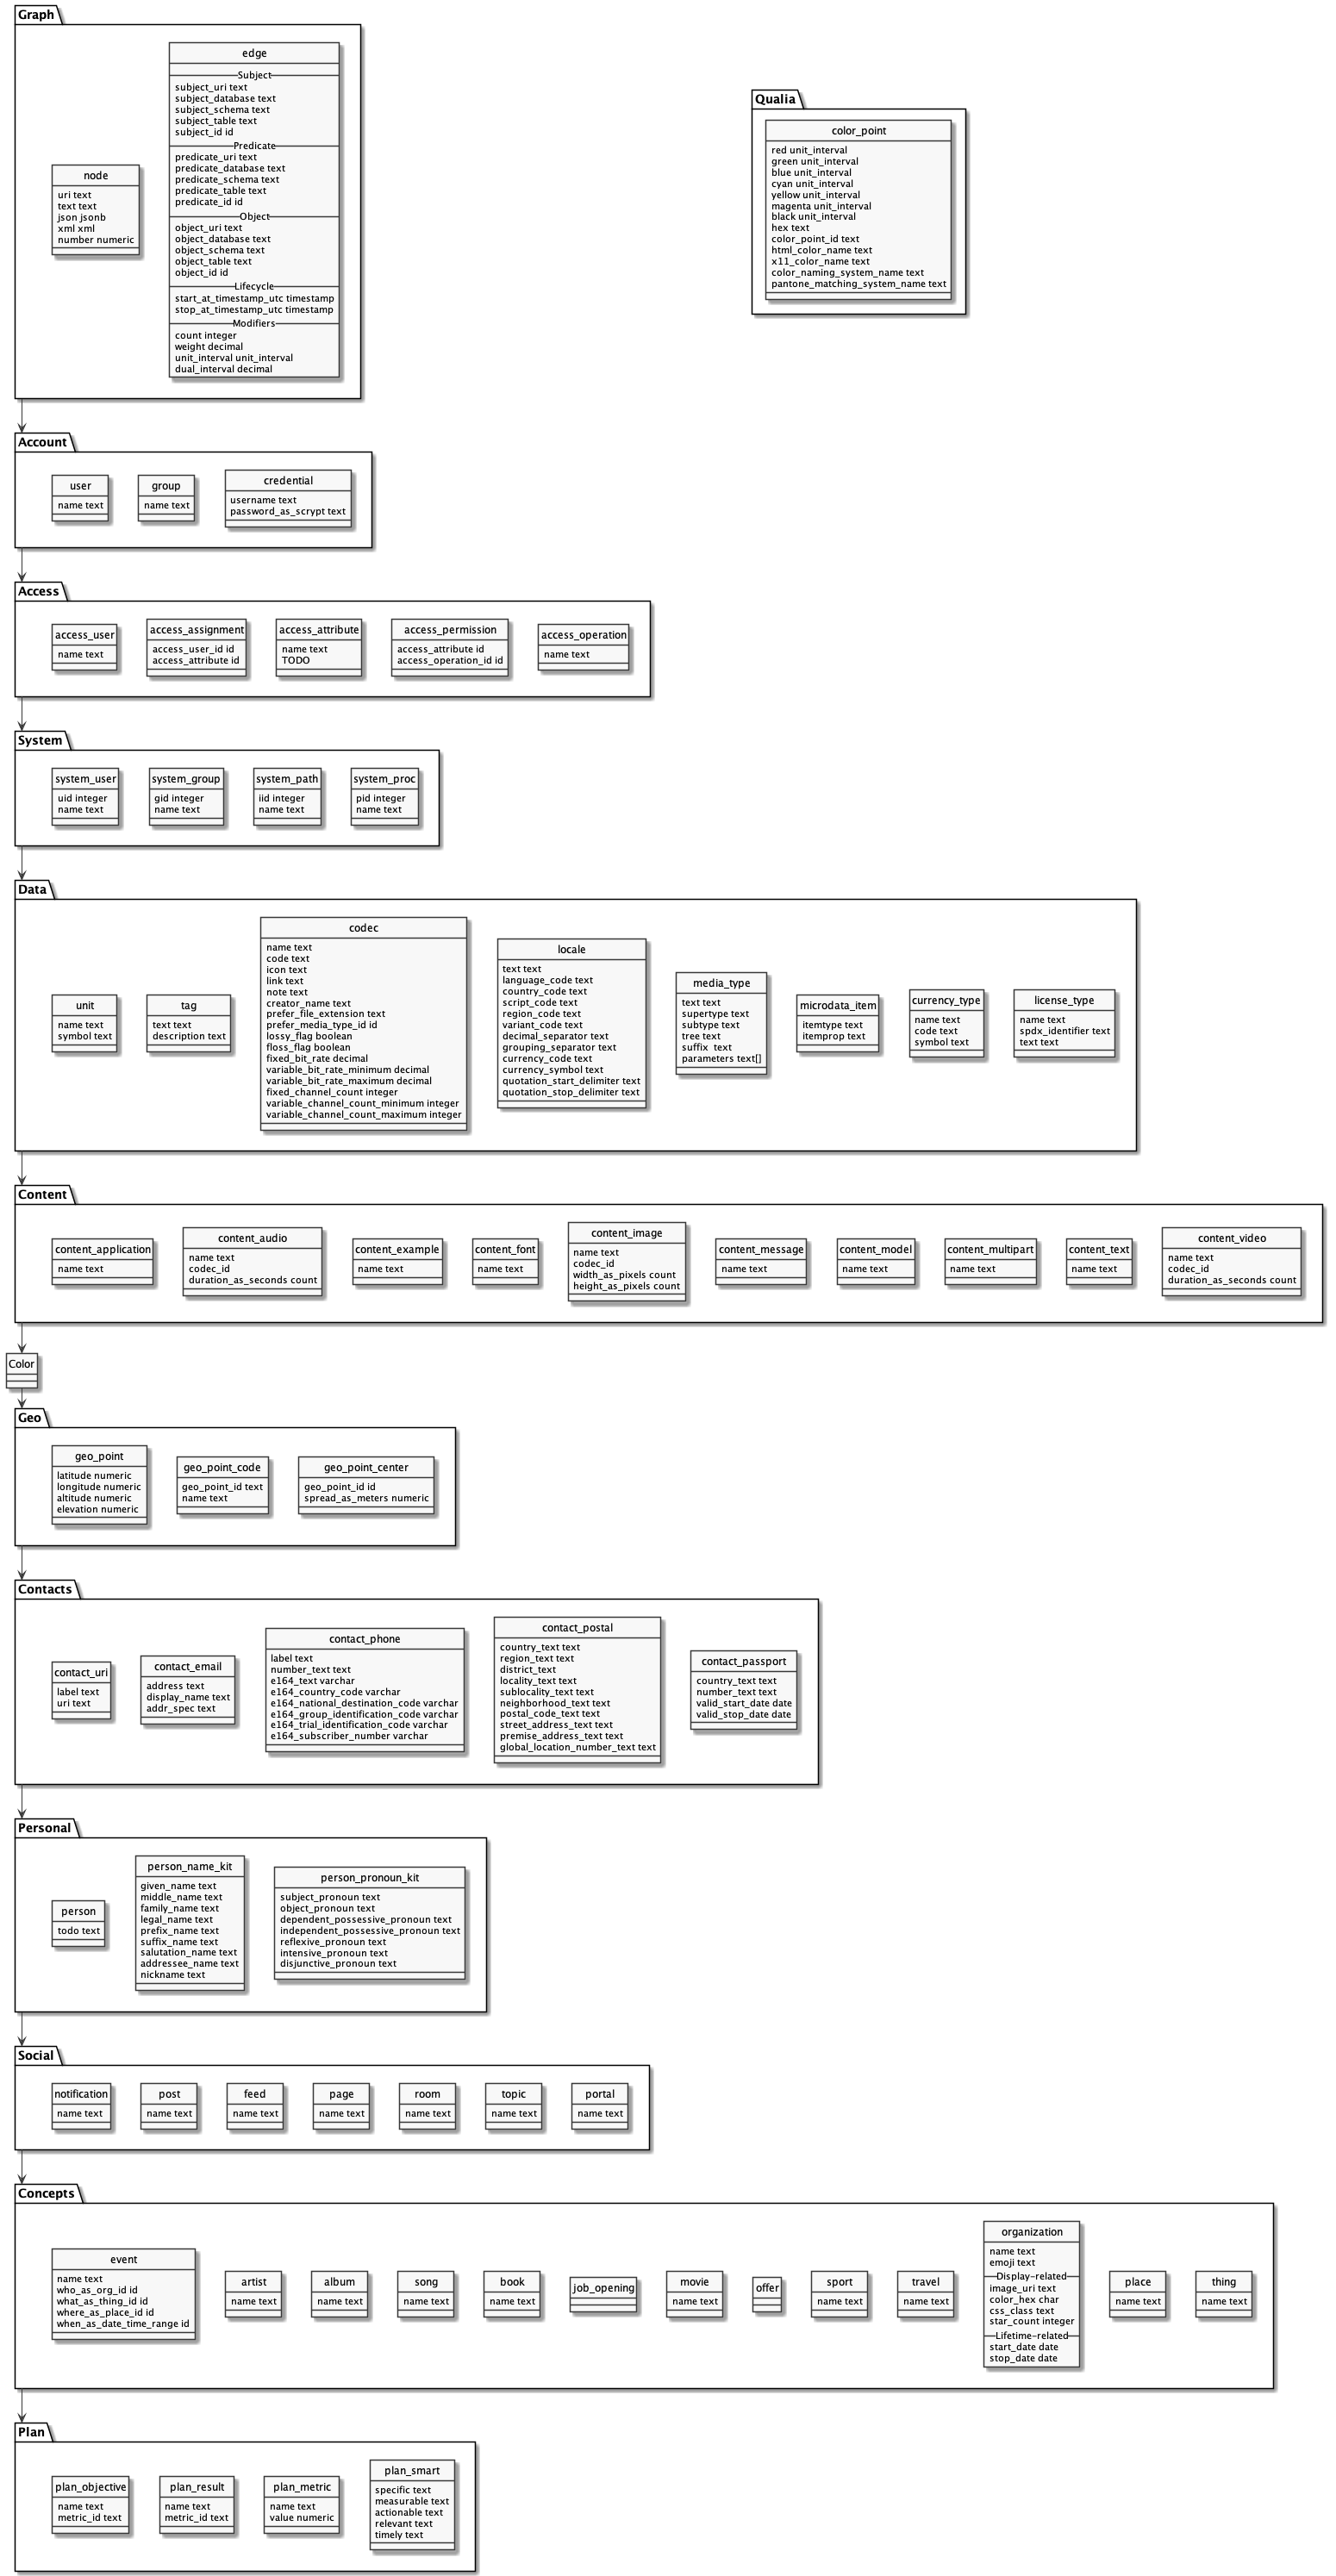 Graph
node
uri text
text text
json jsonb
xml xml
number numeric
edge
Subject
subject_uri text
subject_database text
subject_schema text
subject_table text
subject_id id
Predicate
predicate_uri text
predicate_database text
predicate_schema text
predicate_table text
predicate_id id
Object
object_uri text
object_database text
object_schema text
object_table text
object_id id
Lifecycle
start_at_timestamp_utc timestamp
stop_at_timestamp_utc timestamp
Modifiers
count integer
weight decimal
unit_interval unit_interval
dual_interval decimal
Qualia
color_point
red unit_interval
green unit_interval
blue unit_interval
cyan unit_interval
yellow unit_interval
magenta unit_interval
black unit_interval
hex text
color_point_id text
html_color_name text
x11_color_name text
color_naming_system_name text
pantone_matching_system_name text
Account
user
name text
group
name text
credential
username text
password_as_scrypt text
Access
access_user
name text
access_assignment
access_user_id id
access_attribute id
access_attribute
name text
TODO
access_permission
access_attribute id
access_operation_id id
access_operation
name text
System
system_user
uid integer
name text
system_group
gid integer
name text
system_path
iid integer
name text
system_proc
pid integer
name text
Data
unit
name text
symbol text
tag
text text
description text
codec
name text
code text
icon text
link text
note text
creator_name text
prefer_file_extension text
prefer_media_type_id id
lossy_flag boolean
floss_flag boolean
fixed_bit_rate decimal
variable_bit_rate_minimum decimal
variable_bit_rate_maximum decimal
fixed_channel_count integer
variable_channel_count_minimum integer
variable_channel_count_maximum integer
locale
text text
language_code text
country_code text
script_code text
region_code text
variant_code text
decimal_separator text
grouping_separator text
currency_code text
currency_symbol text
quotation_start_delimiter text
quotation_stop_delimiter text
media_type
text text
supertype text
subtype text
tree text
suffix  text
parameters text[]
microdata_item
itemtype text
itemprop text
currency_type
name text
code text
symbol text
license_type
name text
spdx_identifier text
text text
Content
content_application
name text
content_audio
name text
codec_id
duration_as_seconds count
content_example
name text
content_font
name text
content_image
name text
codec_id
width_as_pixels count
height_as_pixels count
content_message
name text
content_model
name text
content_multipart
name text
content_text
name text
content_video
name text
codec_id
duration_as_seconds count
Color
Geo
geo_point
latitude numeric
longitude numeric
altitude numeric
elevation numeric
geo_point_code
geo_point_id text
name text
geo_point_center
geo_point_id id
spread_as_meters numeric
Contacts
contact_uri
label text
uri text
contact_email
address text
display_name text
addr_spec text
contact_phone
label text
number_text text
e164_text varchar
e164_country_code varchar
e164_national_destination_code varchar
e164_group_identification_code varchar
e164_trial_identification_code varchar
e164_subscriber_number varchar
contact_postal
country_text text
region_text text
district_text
locality_text text
sublocality_text text
neighborhood_text text
postal_code_text text
street_address_text text
premise_address_text text
global_location_number_text text
contact_passport
country_text text
number_text text
valid_start_date date
valid_stop_date date
Personal
person
todo text
person_name_kit
given_name text
middle_name text
family_name text
legal_name text
prefix_name text
suffix_name text
salutation_name text
addressee_name text
nickname text
person_pronoun_kit
subject_pronoun text
object_pronoun text
dependent_possessive_pronoun text
independent_possessive_pronoun text
reflexive_pronoun text
intensive_pronoun text
disjunctive_pronoun text
Social
notification
name text
post
name text
feed
name text
page
name text
room
name text
topic
name text
portal
name text
Concepts
event
name text
who_as_org_id id
what_as_thing_id id
where_as_place_id id
when_as_date_time_range id
artist
name text
album
name text
song
name text
book
name text
job_opening
movie
name text
offer
sport
name text
travel
name text
organization
name text
emoji text
Display-related
image_uri text
color_hex char
css_class text
star_count integer
Lifetime-related
start_date date
stop_date date
place
name text
thing
name text
Plan
plan_objective
name text
metric_id text
plan_result
name text
metric_id text
plan_metric
name text
value numeric
plan_smart
specific text
measurable text
actionable text
relevant text
timely text